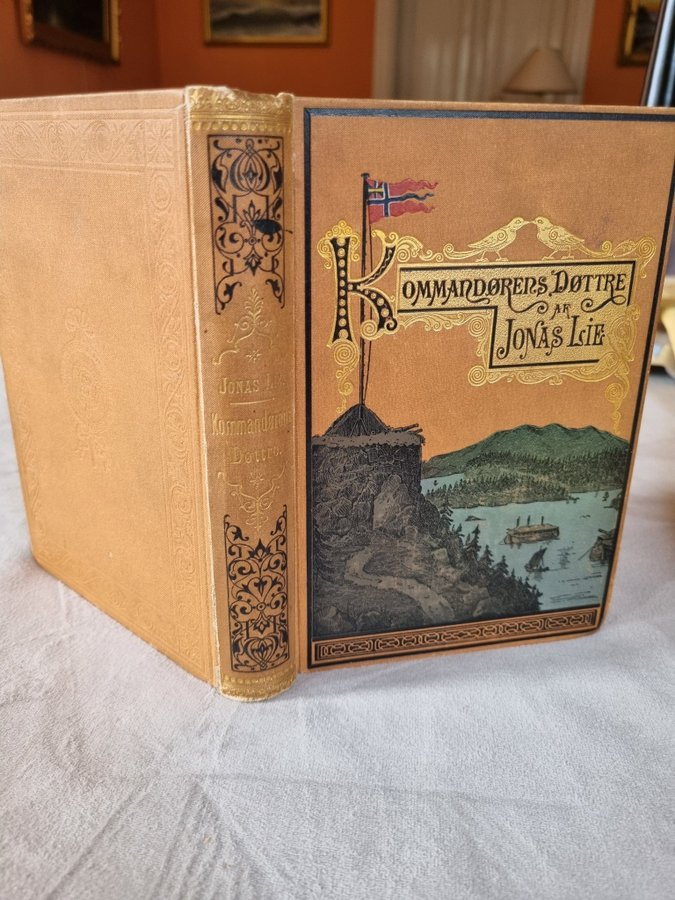 KOMMANDØRENS DØTTRE
AF
JONAS LIE
JONAS LIE
Kommandørens
Døttre.